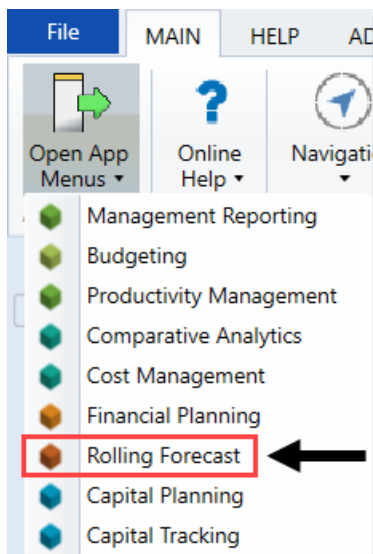 File MAIN HELP
Open App Online
Menus Help
Management Reporting
Budgeting
Productivity Management
Comparative Analytics
Cost Management
Financial Planning
Rolling Forecast
Capital Planning
Capital Tracking